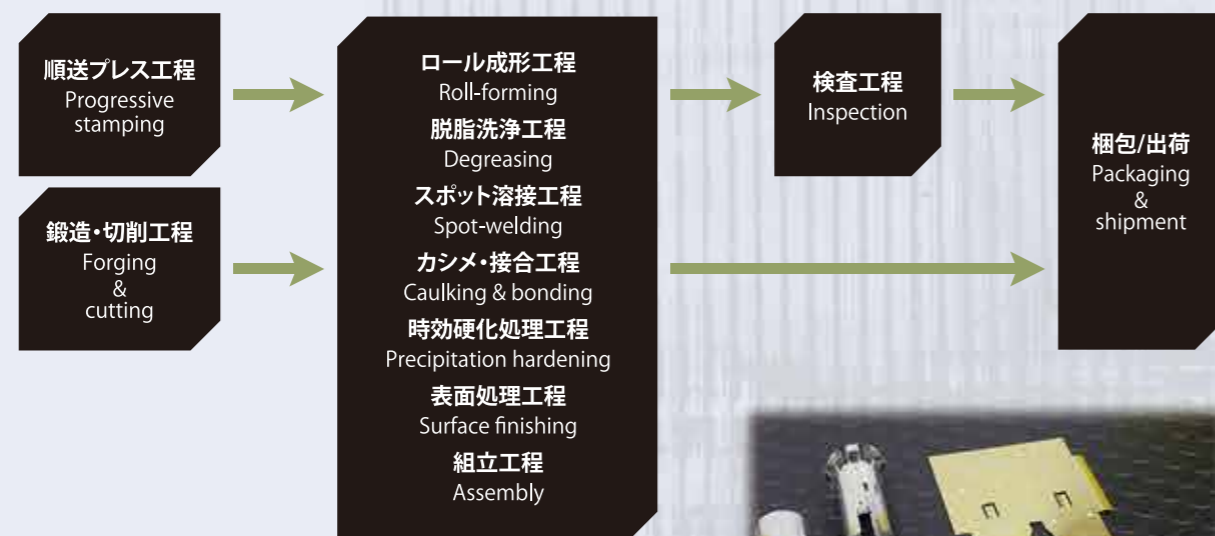 順送プレス工程
Progressive
stamping
鍛造・切削工程
Forging
&
cutting
ロール成形工程
Roll-forming
脱脂洗浄工程
Degreasing
スポット溶接工程
Spot-welding
カシメ・接合工程
Caulking & bonding
時効硬化処理工程
Precipitation hardening
表面処理工程
Surface finishing
組立工程
Assembly
検査工程
Inspection
梱包/出荷
Packaging
&
shipment